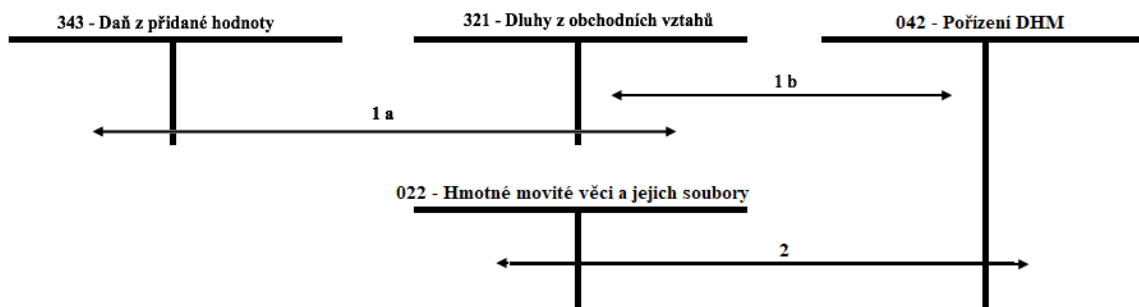 343 - Daň z přidané hodnoty
321 - Dluhy z obchodních vztahů
042 - Pořízení DHM
1 b
1 a
022 - Hmotné movité věci a jejich soubory
2